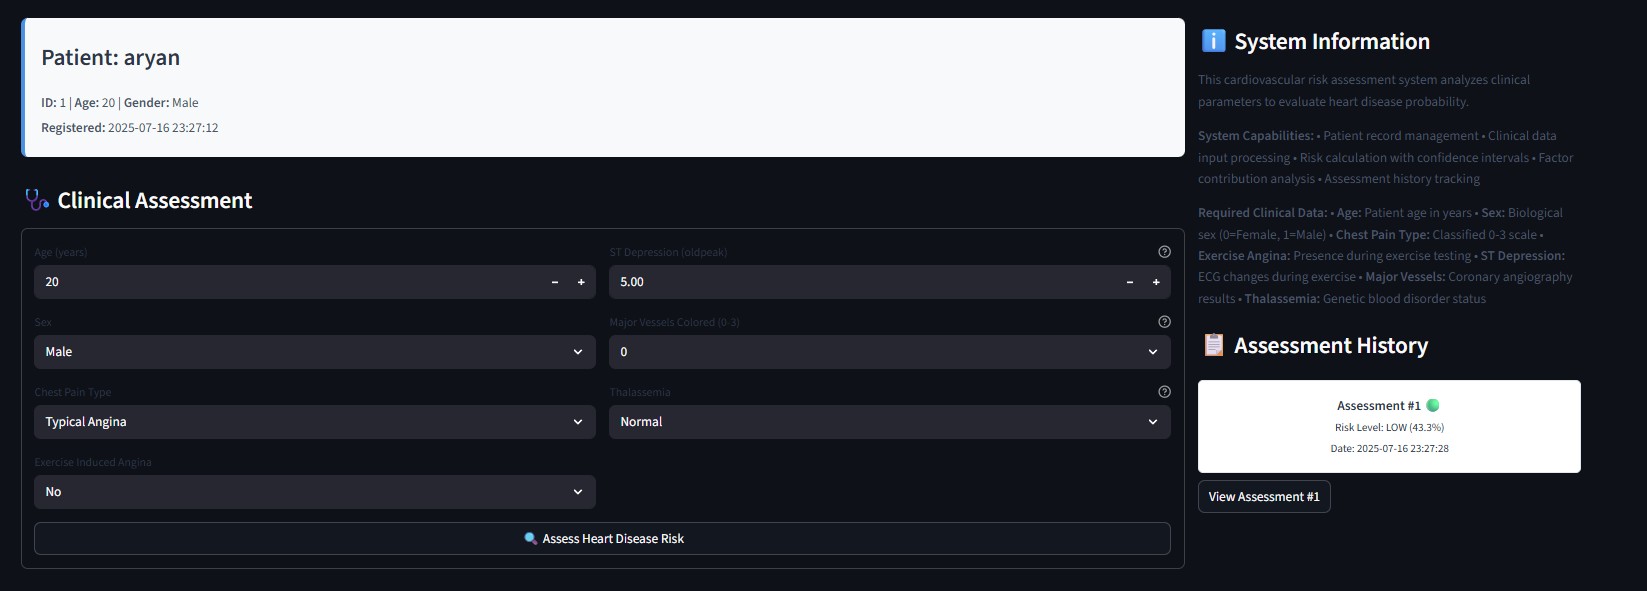 Patient: aryan
ID: 1 | Age: 20 | Gender: Male
Registered: 2025-07-16 23:27:12
Clinical Assessment
Age (years)
20
Sex
Male
Chest Pain Type
Typical Angina
Exercise Induced Angina
No
ST Depression (oldpeak)
5.00
Major Vessels Colored (0-3)
0
Thalassemia
Normal
Assess Heart Disease Risk
System Information
This cardiovascular risk assessment system analyzes clinical
parameters to evaluate heart disease probability.
System Capabilities: • Patient record management • Clinical data
input processing • Risk calculation with confidence intervals • Factor
contribution analysis • Assessment history tracking
Required Clinical Data: • Age: Patient age in years • Sex: Biological
sex (0=Female, 1=Male) • Chest Pain Type: Classified 0-3 scale •
Exercise Angina: Presence during exercise testing • ST Depression:
ECG changes during exercise • Major Vessels: Coronary angiography
results • Thalassemia: Genetic blood disorder status
Assessment History
Assessment #1
Risk Level: LOW (43.3%)
Date: 2025-07-16 23:27:28
View Assessment #1